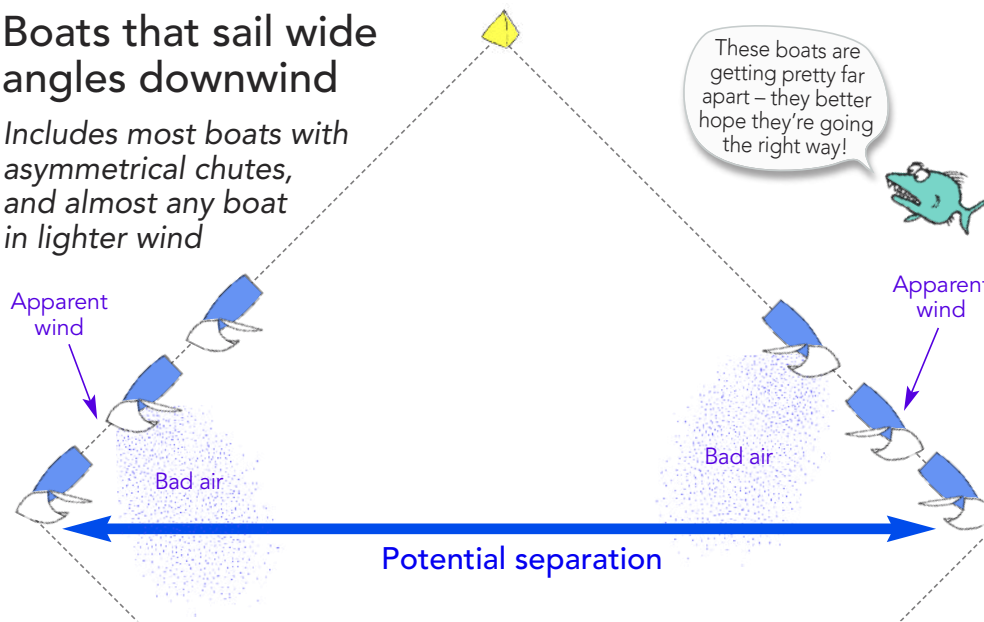 Boats that sail wide
angles downwind
Includes most boats with
asymmetrical chutes,
and almost any boat
in lighter wind
These boats are
getting pretty far
apart – they better
hope they're going
the right way!
Apparent
wind
Apparent
wind
Bad air
Bad air
Potential separation